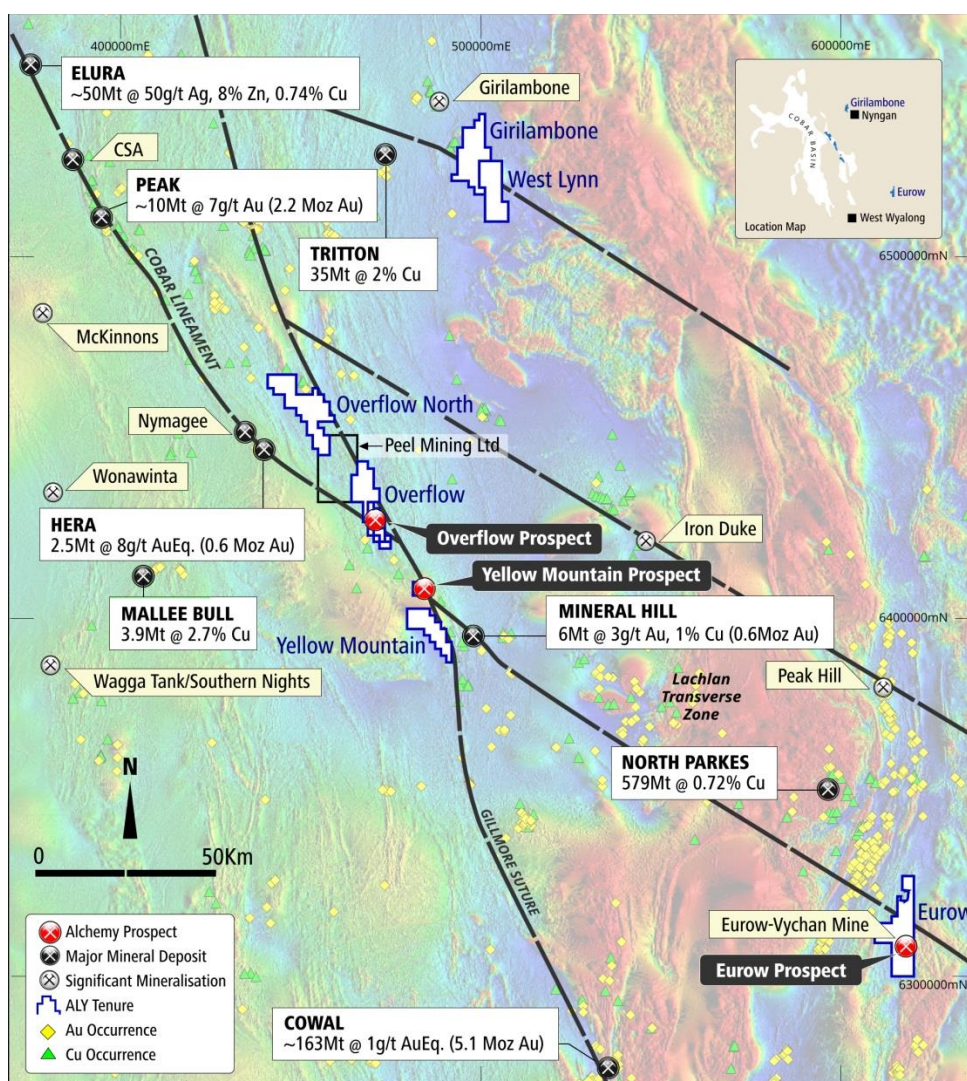 400000mE
500000mE
600000mE
ELURA
~50Mt @ 50g/t Ag, 8% Zn, 0.74% Cu
Girilambone
Girilambone
West Lynn
CSA
PEAK
~10Mt @ 7g/t Au (2.2 Moz Au)
TRITTON
35Mt @ 2% Cu
COBAR BASIN
Girilambone
Nyngan
Eurow
West Wyalong
Location Map
6500000mN
COBAR LINEAMENT
McKinnons
Overflow North
Nymagee
Peel Mining Ltd
Wonawinta
Overflow
HERA
2.5Mt @ 8g/t AuEq. (0.6 Moz Au)
Overflow Prospect
Iron Duke
Yellow Mountain Prospect
MALLEE BULL
3.9Mt @ 2.7% Cu
MINERAL HILL
6Mt @ 3g/t Au, 1% Cu (0.6Moz Au)
6400000mN
Yellow Mountain
Wagga Tank/Southern Nights
Lachlan
Transverse
Zone
Peak Hill
NORTH PARKES
579Mt @ 0.72% Cu
N
0 50Km
GILLMORE SUTURE
Eurow-Vychan Mine
Eurow
Eurow Prospect
6300000mN
Alchemy Prospect
Major Mineral Deposit
Significant Mineralisation
ALY Tenure
Au Occurrence
Cu Occurrence
COWAL
~163Mt @ 1g/t AuEq. (5.1 Moz Au)